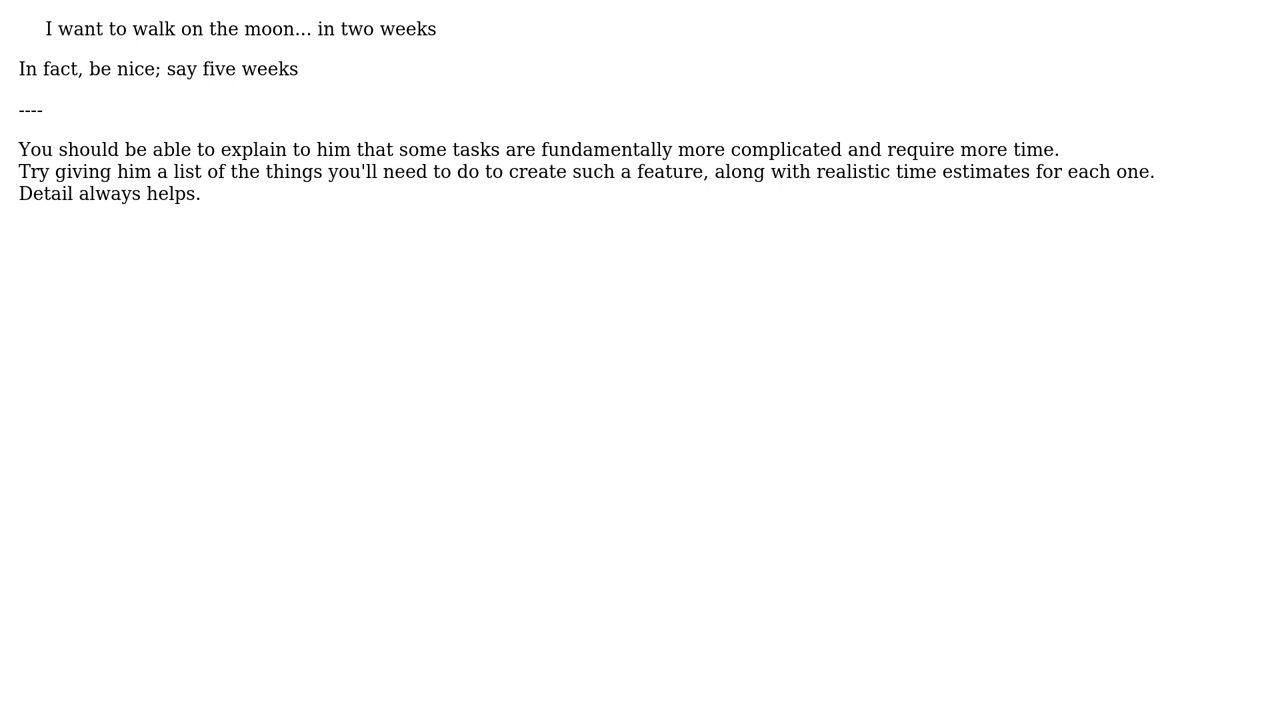 I want to walk on the moon... in two weeks
In fact, be nice; say five weeks
----
You should be able to explain to him that some tasks are fundamentally more complicated and require more time.
Try giving him a list of the things you'll need to do to create such a feature, along with realistic time estimates for each one.
Detail always helps.